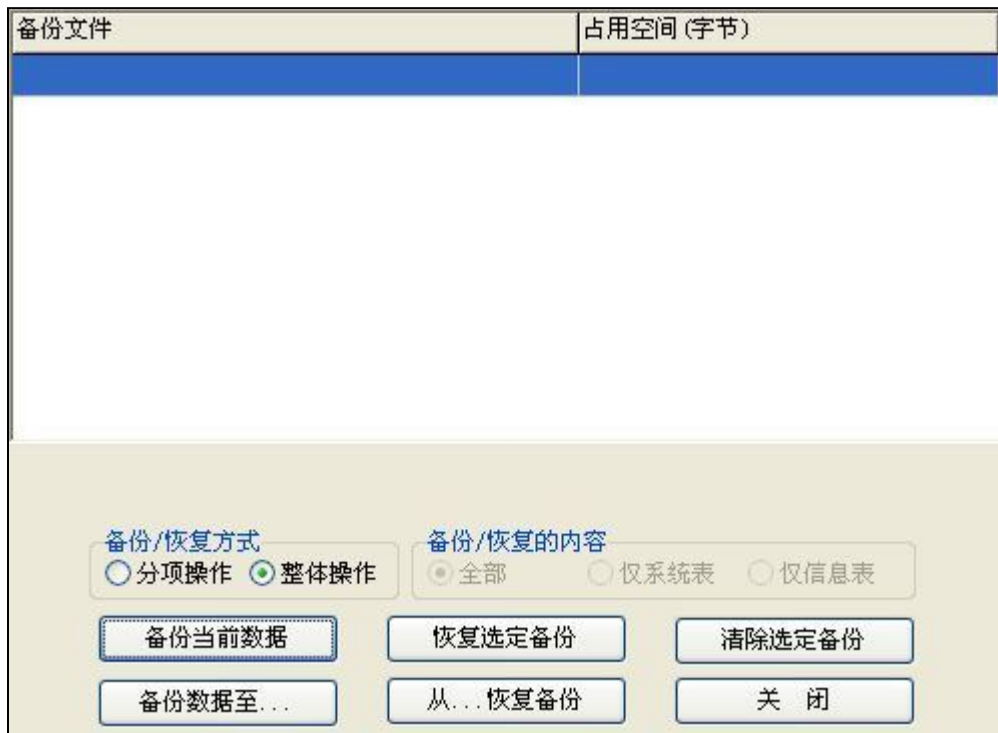 备份文件 占用空间(字节)
备份/恢复方式 备份/恢复的内容
分项操作 整体操作 全部 仅系统表 仅信息表
备份当前数据 恢复选定备份 清除选定备份
备份数据至... 从...恢复备份 关 闭